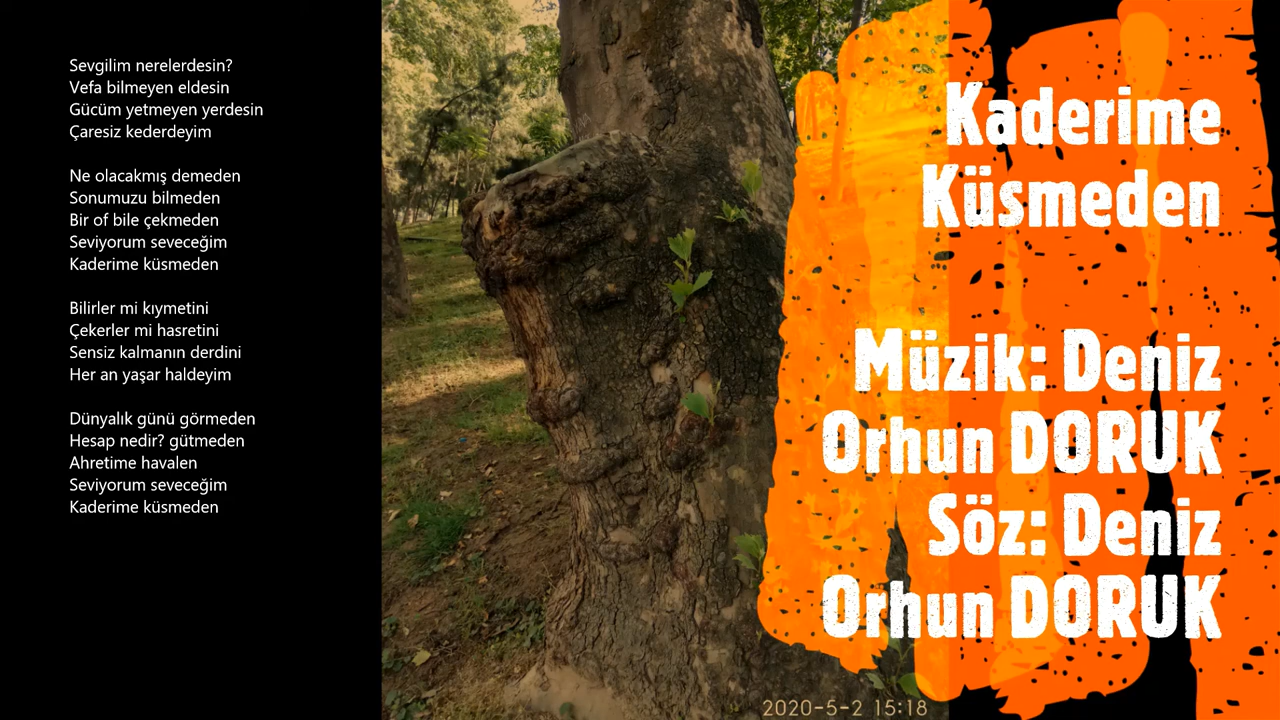 Sevgilim nerelerdesin?
Vefa bilmeyen eldesin
Gücüm yetmeyen yerdesin
Çaresiz kederdeyim
Ne olacakmış demeden
Sonumuzu bilmeden
Bir of bile çekmeden
Seviyorum seveceğim
Kaderime küsmeden
Bilirler mi kıymetini
Çekerler mi hasretini
Sensiz kalmanın derdini
Her an yaşar haldeyim
Dünyalık günü görmeden
Hesap nedir? gütmeden
Ahretime havalen
Seviyorum seveceğim
Kaderime küsmeden
Kaderime
Küsmeden
Müzik: Deniz
Orhun DORUK
Söz: Deniz
Orhun DORUK
2020-5-2 15:18